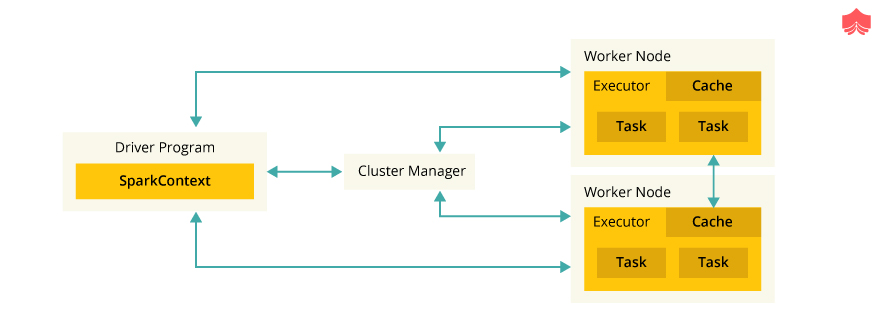 Driver Program
SparkContext
Cluster Manager
Worker Node
Executor
Cache
Task
Task
Worker Node
Executor
Cache
Task
Task